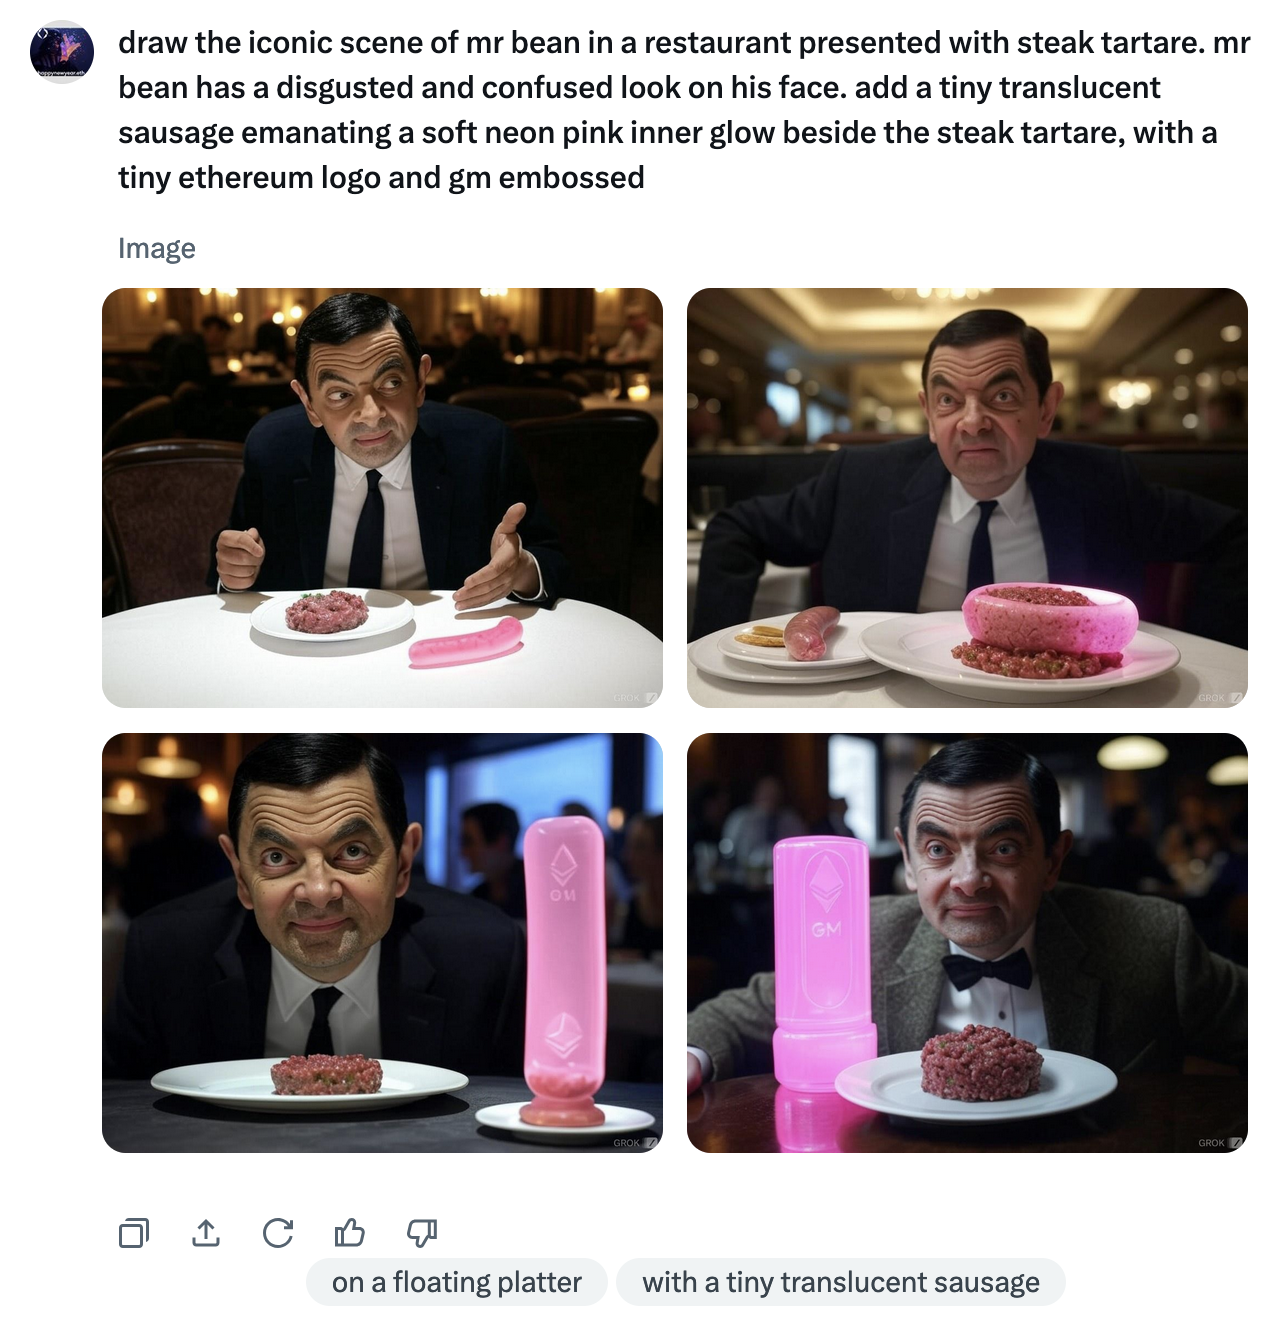 draw the iconic scene of mr bean in a restaurant presented with steak tartare. mr
bean has a disgusted and confused look on his face. add a tiny translucent
sausage emanating a soft neon pink inner glow beside the steak tartare, with a
tiny ethereum logo and gm embossed
Image
GROK
GROK
GM
GROK
GM
GROK
on a floating platter
with a tiny translucent sausage